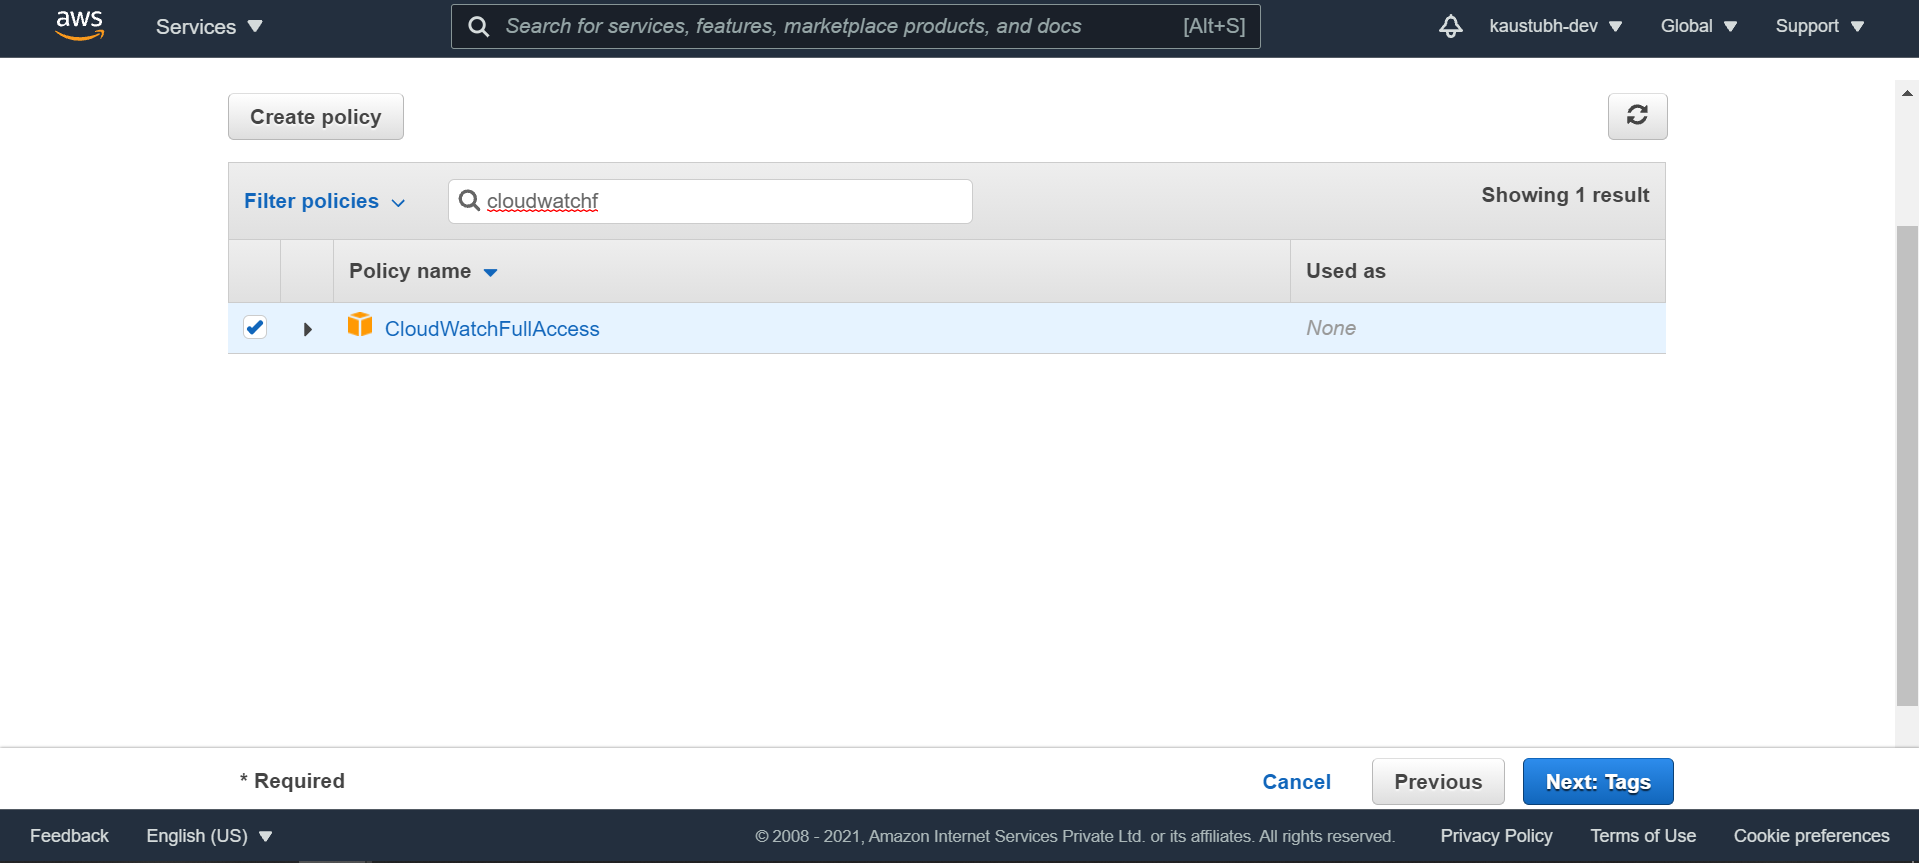 aws Services Search for services, features, marketplace products, and docs [Alt+S] kaustubh-dev Global Support
Create policy
Filter policies cloudwatchf Showing 1 result
Policy name Used as
CloudWatchFullAccess None
* Required Cancel Previous Next: Tags
Feedback English (US) © 2008 - 2021, Amazon Internet Services Private Ltd. or its affiliates. All rights reserved. Privacy Policy Terms of Use Cookie preferences